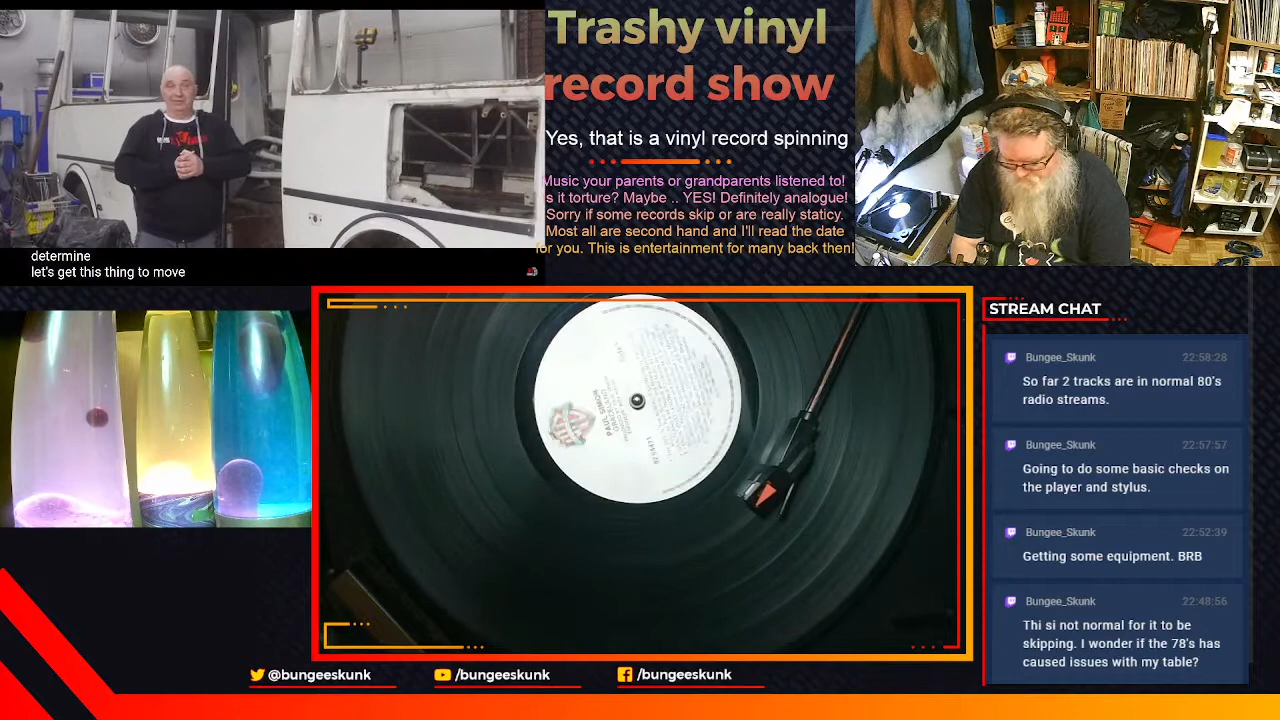 Trashy vinyl
record show
Yes, that is a vinyl record spinning
Music your parents or grandparents listened to!
s it torture? Maybe .. YES! Definitely analogue!
Sorry if some records skip or are really staticy.
Most all are second hand and I'll read the date
for you. This is entertainment for many back then!
determine
let's get this thing to move
PAUL SIMON
STREAM CHAT
Bungee_Skunk 22:58:28
So far 2 tracks are in normal 80's
radio streams.
Bungee_Skunk 22:57:57
Going to do some basic checks on
the player and stylus.
Bungee_Skunk 22:52:39
Getting some equipment. BRB
Bungee_Skunk 22:48:56
Thi si not normal for it to be
skipping. I wonder if the 78's has
caused issues with my table?
@bungeeskunk
/bungeeskunk
/bungeeskunk